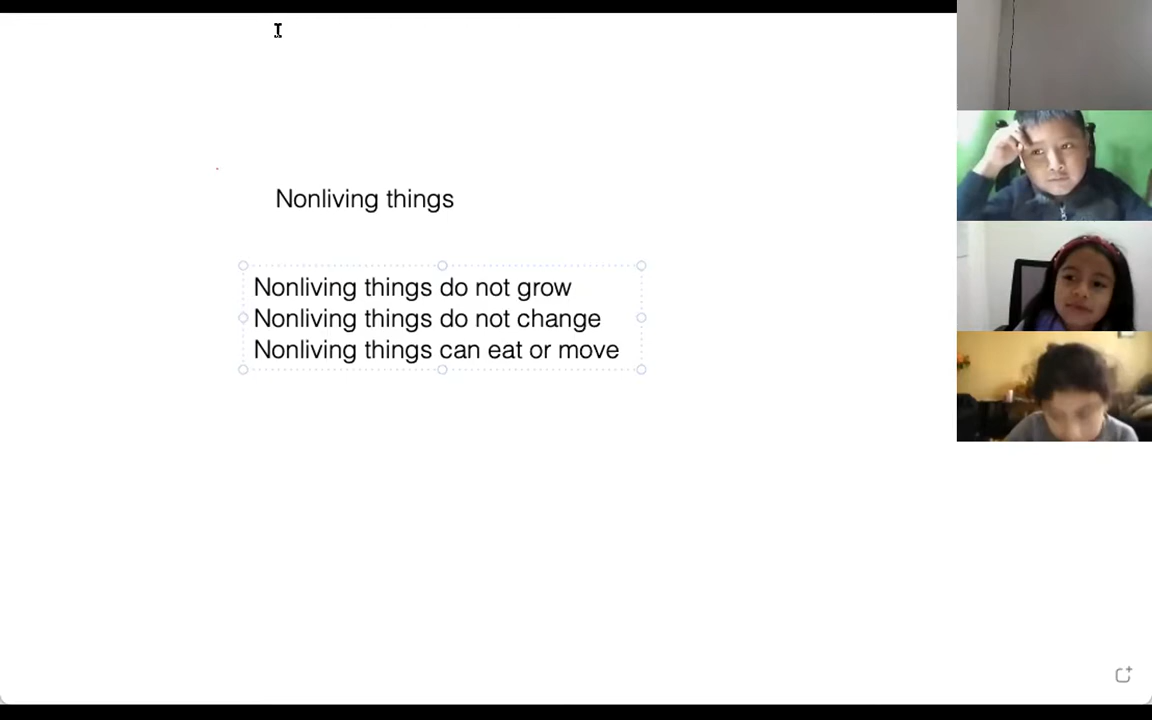 Nonliving things
Nonliving things do not grow
Nonliving things do not change
Nonliving things can eat or move